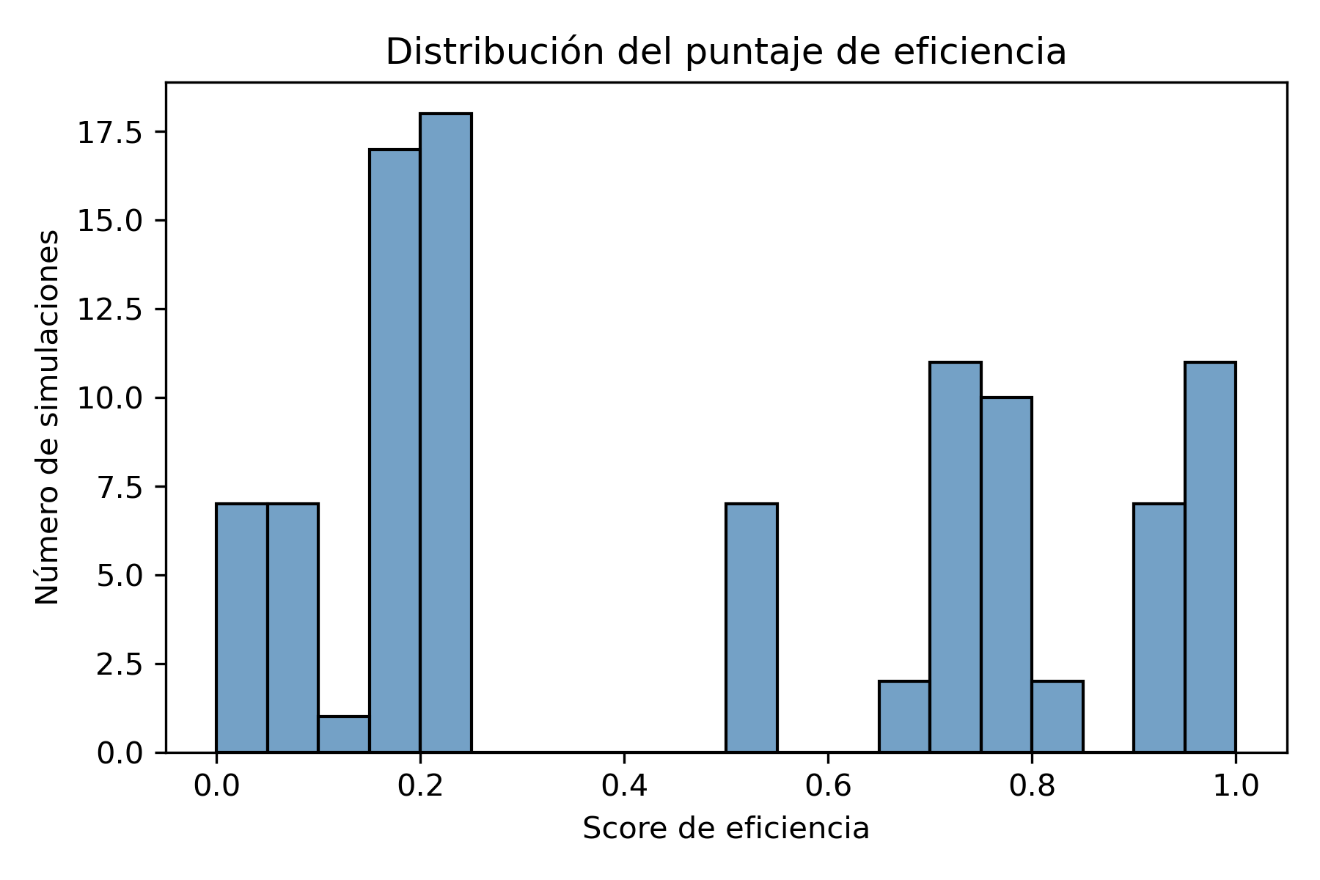 Distribución del puntaje de eficiencia
Número de simulaciones
17.5
15.0
12.5
10.0
7.5
5.0
2.5
0.0
0.0 0.2 0.4 0.6 0.8 1.0
Score de eficiencia